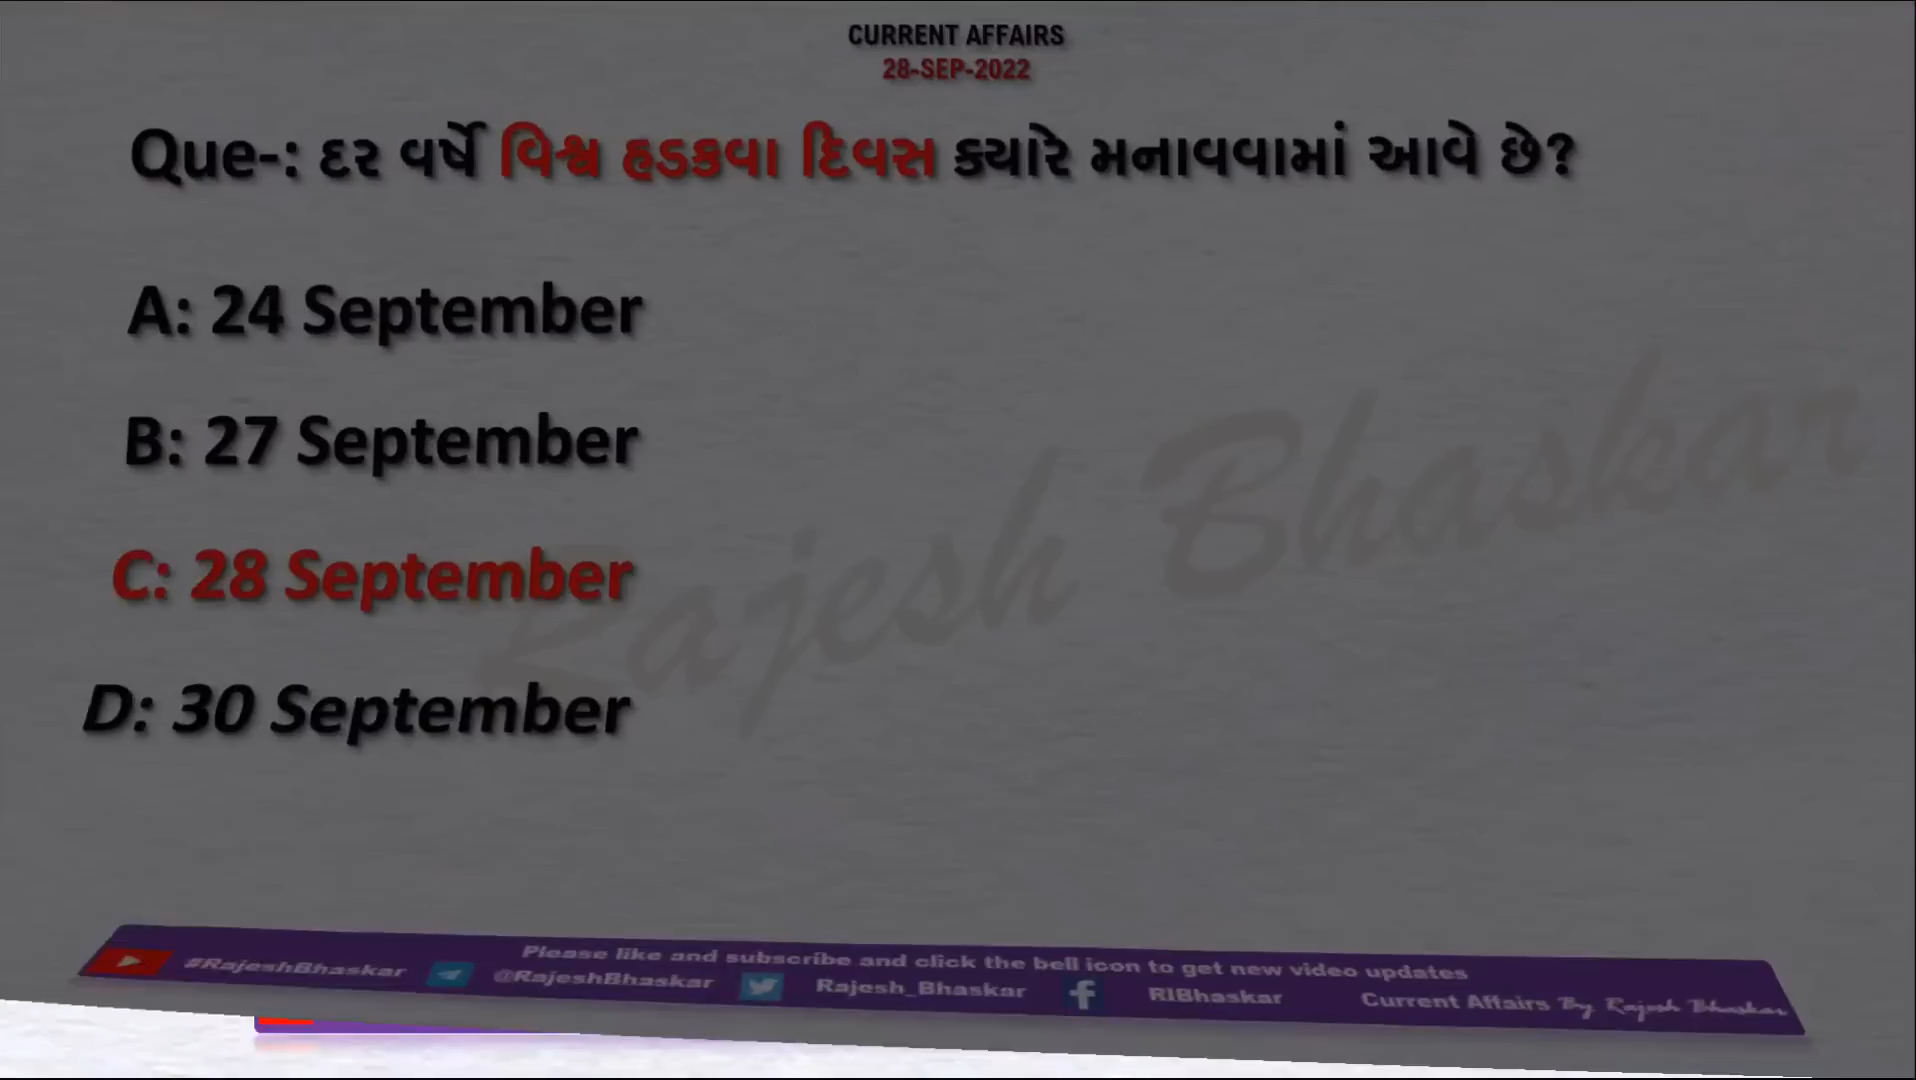 CURRENT AFFAIRS
28-SEP-2022
Que-: દર વર્ષે વિશ્વ હડકવા દિવસ ક્યારે મનાવવામાં આવે છે?
A: 24 September
B: 27 September
C: 28 September
D: 30 September
Rajesh Bhaskar
Please like and subscribe and click the bell icon to get new video updates
#RajeshBhaskar @RajeshBhaskar Rajesh_Bhaskar RIBhaskar Current Affairs By Rajesh Bhaskar